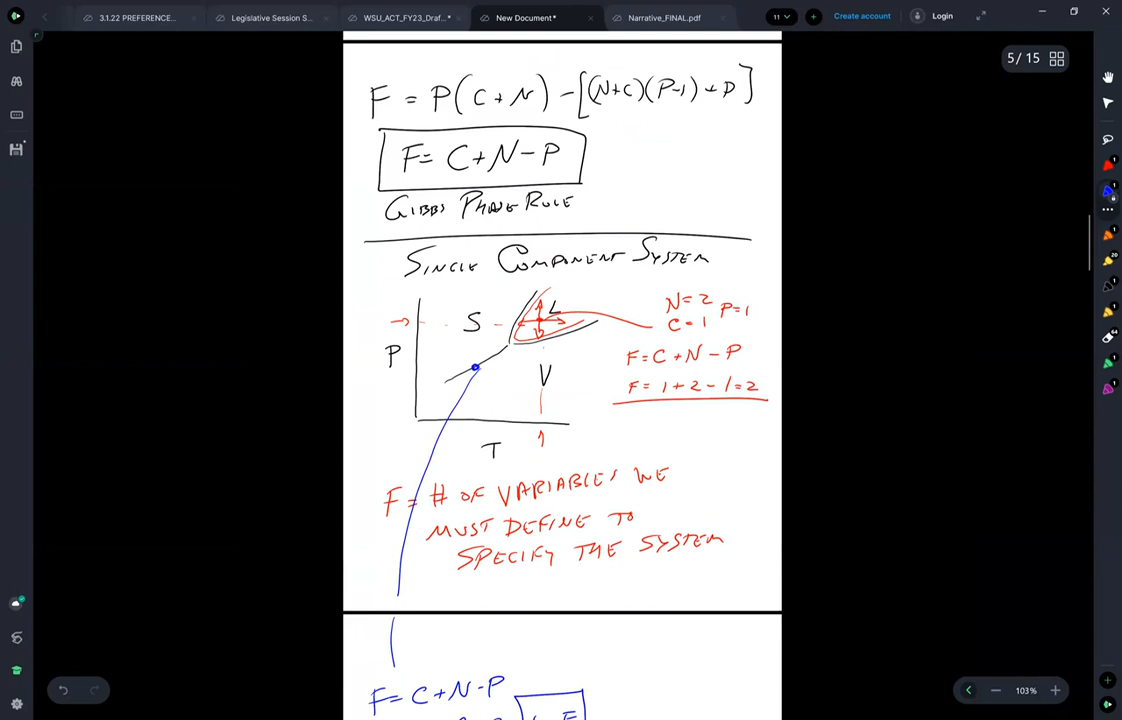 3.1.22 PREFERENCE...
Legislative Session S...
WSU_ACT_FY23_Draf...*
New Document*
Narrative_FINAL.pdf
11
Create account
Login
5 / 15
F = P(C+N) - [(N+C)(P-1)+P]
F = C+N-P
GIBBS PHASE RULE
SINGLE COMPONENT SYSTEM
S
L
N=2
P=1
C=1
P
F=C+N-P
V
F= 1+2-1=2
T
F = # OF VARIABLES WE
MUST DEFINE TO
SPECIFY THE SYSTEM
103%
F= C+N-P